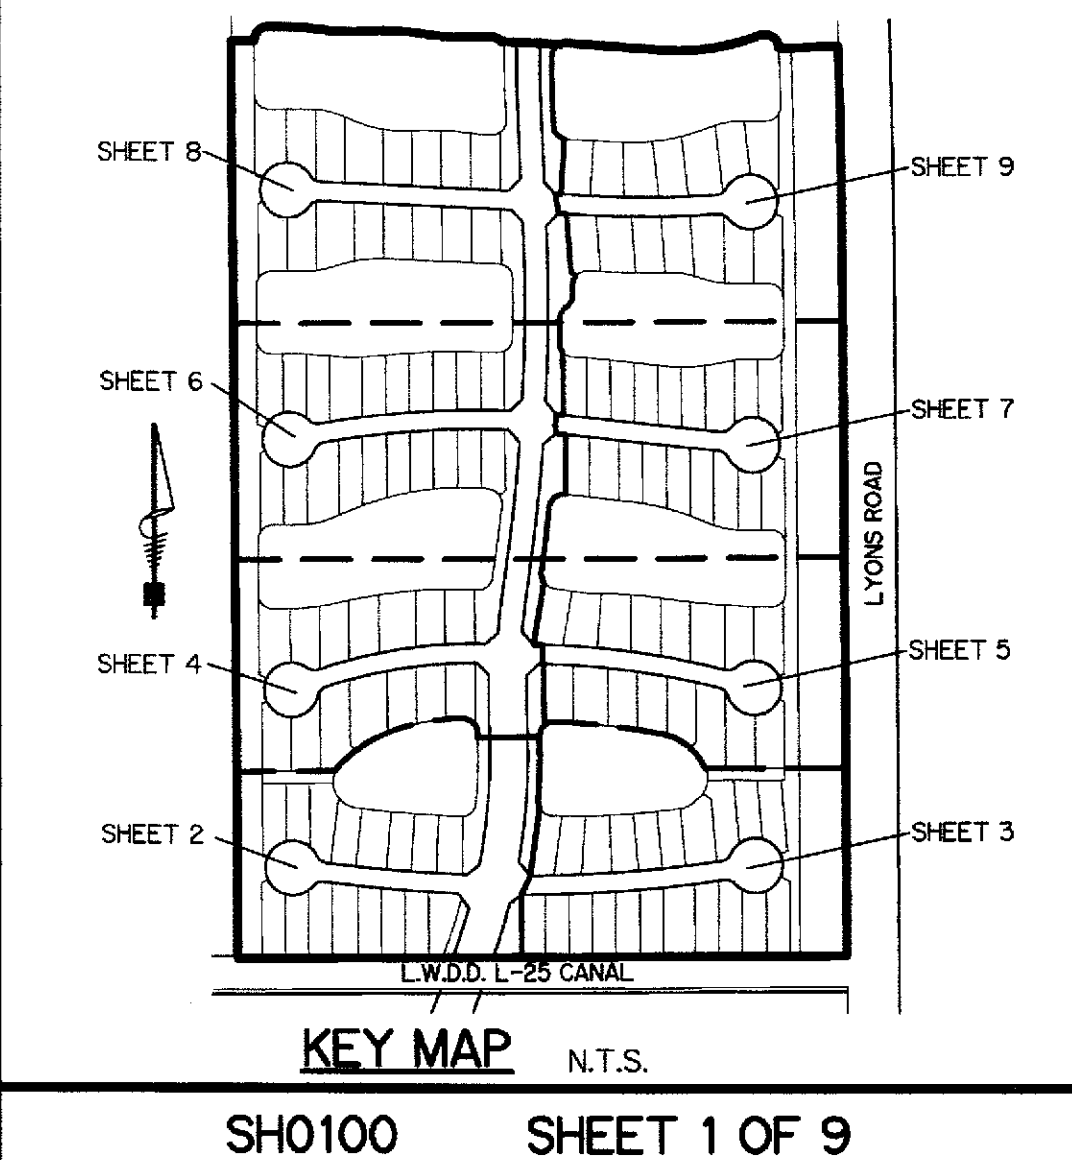 SHEET 8
SHEET 9
SHEET 6
SHEET 7
LYONS ROAD
SHEET 4
SHEET 5
SHEET 2
SHEET 3
L.W.D.D. L-25 CANAL
KEY MAP N.T.S.
SH0100 SHEET 1 OF 9